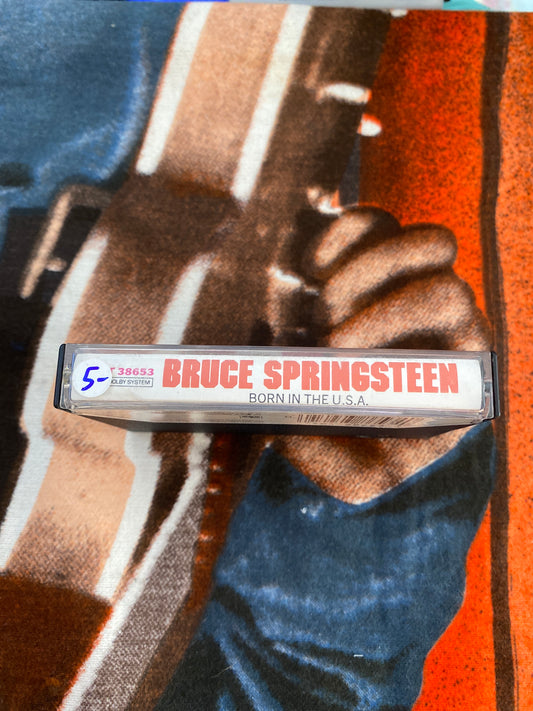 5-
T 38653
DOLBY SYSTEM
BRUCE SPRINGSTEEN
BORN IN THE U.S.A.